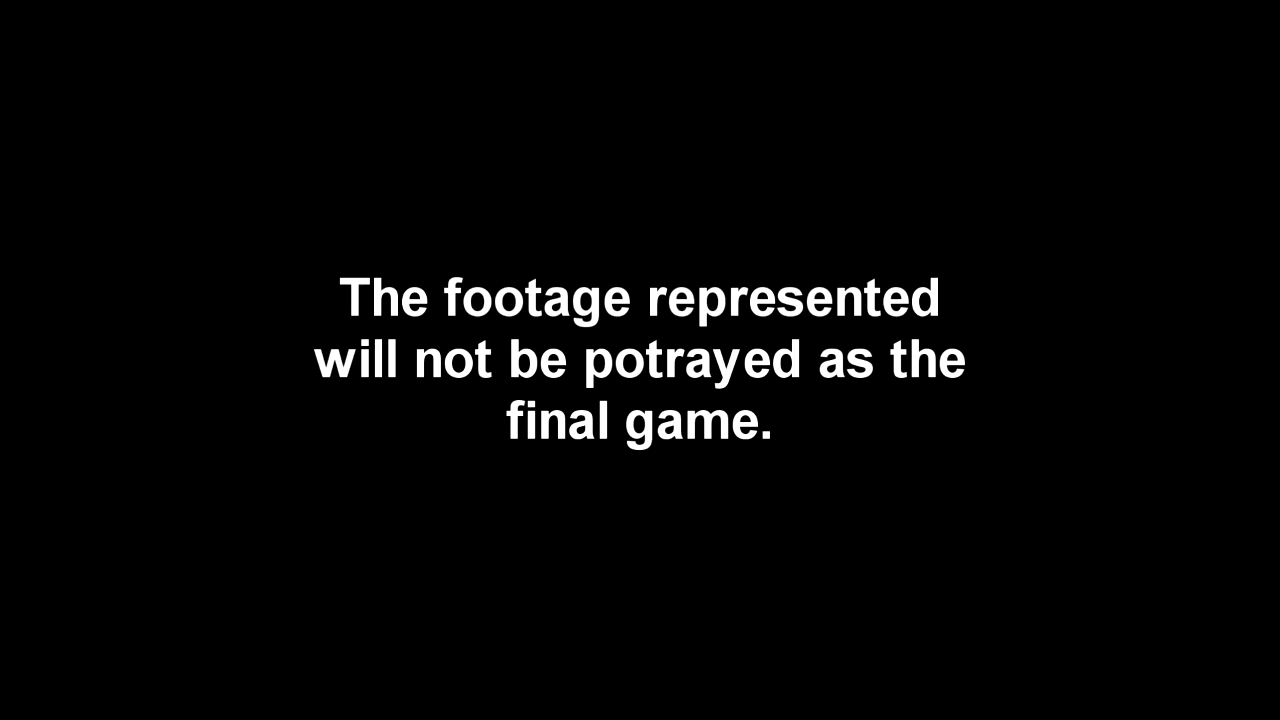 The footage represented
will not be potrayed as the
final game.